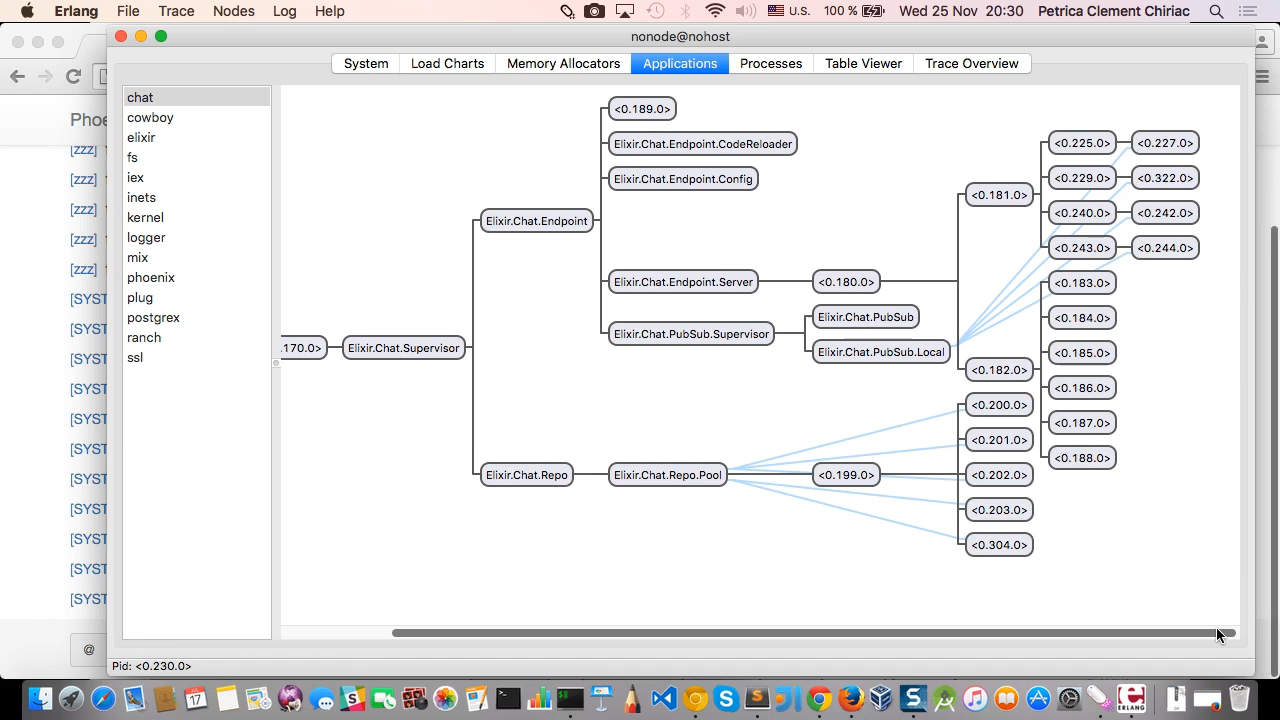 Erlang File Trace Nodes Log Help U.S. 100% Wed 25 Nov 20:30 Petrica Clement Chiriac
nonode@nohost
System Load Charts Memory Allocators Applications Processes Table Viewer Trace Overview
chat
cowboy
elixir
fs
iex
inets
kernel
logger
mix
phoenix
plug
postgrex
ranch
ssl
Phoe
[zzz]
[zzz]
[zzz]
[zzz]
[zzz]
[SYST
[SYST
[SYST
[SYST
[SYST
[SYST
[SYST
[SYST
[SYST
[SYST
[SYST
@
.170.0>
Elixir.Chat.Supervisor
Elixir.Chat.Endpoint
Elixir.Chat.Repo
<0.189.0>
Elixir.Chat.Endpoint.CodeReloader
Elixir.Chat.Endpoint.Config
Elixir.Chat.Endpoint.Server
Elixir.Chat.PubSub.Supervisor
Elixir.Chat.Repo.Pool
<0.180.0>
Elixir.Chat.PubSub
Elixir.Chat.PubSub.Local
<0.199.0>
<0.181.0>
<0.182.0>
<0.200.0>
<0.201.0>
<0.202.0>
<0.203.0>
<0.304.0>
<0.225.0> <0.227.0>
<0.229.0> <0.322.0>
<0.240.0> <0.242.0>
<0.243.0> <0.244.0>
<0.183.0>
<0.184.0>
<0.185.0>
<0.186.0>
<0.187.0>
<0.188.0>
Pid: <0.230.0>
17
ERLANG